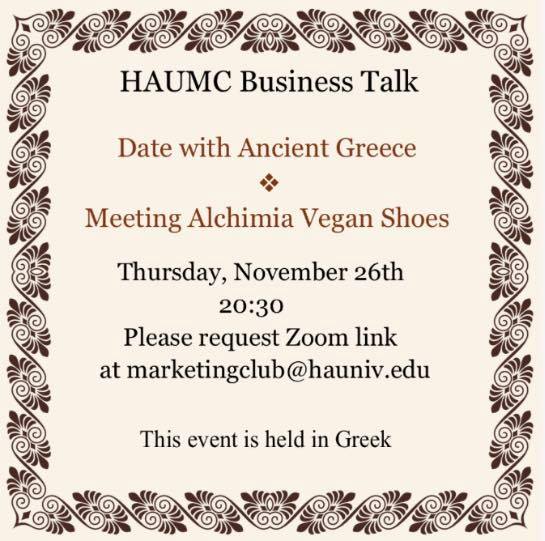 HAUMC Business Talk
Date with Ancient Greece
❖
Meeting Alchimia Vegan Shoes
Thursday, November 26th
20:30
Please request Zoom link
at marketingclub@hauniv.edu
This event is held in Greek